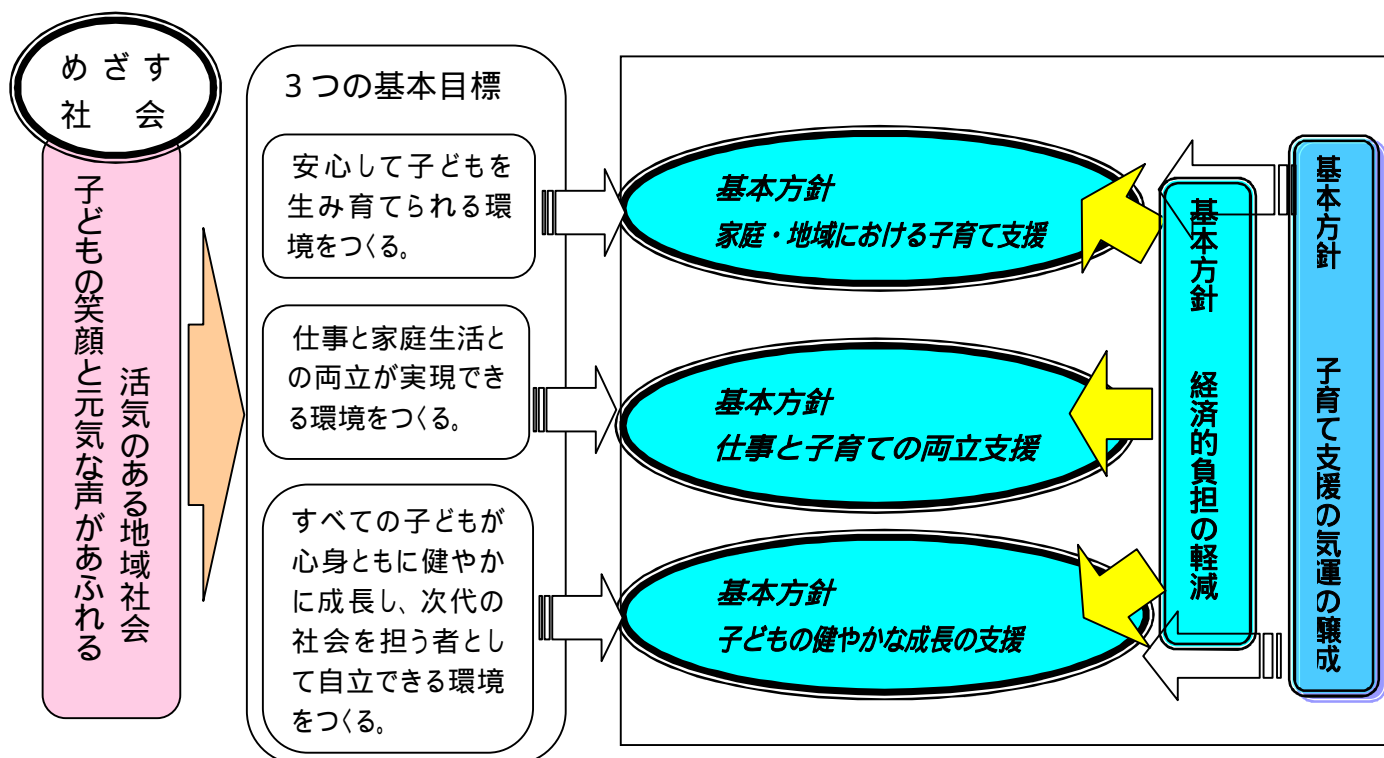 めざす
社会
子どもの笑顔と元気な声があふれる
活気のある地域社会
3つの基本目標
安心して子どもを
生み育てられる環
境をつくる。
仕事と家庭生活と
の両立が実現でき
る環境をつくる。
すべての子どもが
心身ともに健やか
に成長し、次代の
社会を担う者とし
て自立できる環境
をつくる。
基本方針
家庭・地域における子育て支援
基本方針
仕事と子育ての両立支援
基本方針
子どもの健やかな成長の支援
基本方針 経済的負担の軽減
基本方針 子育て支援の気運の醸成